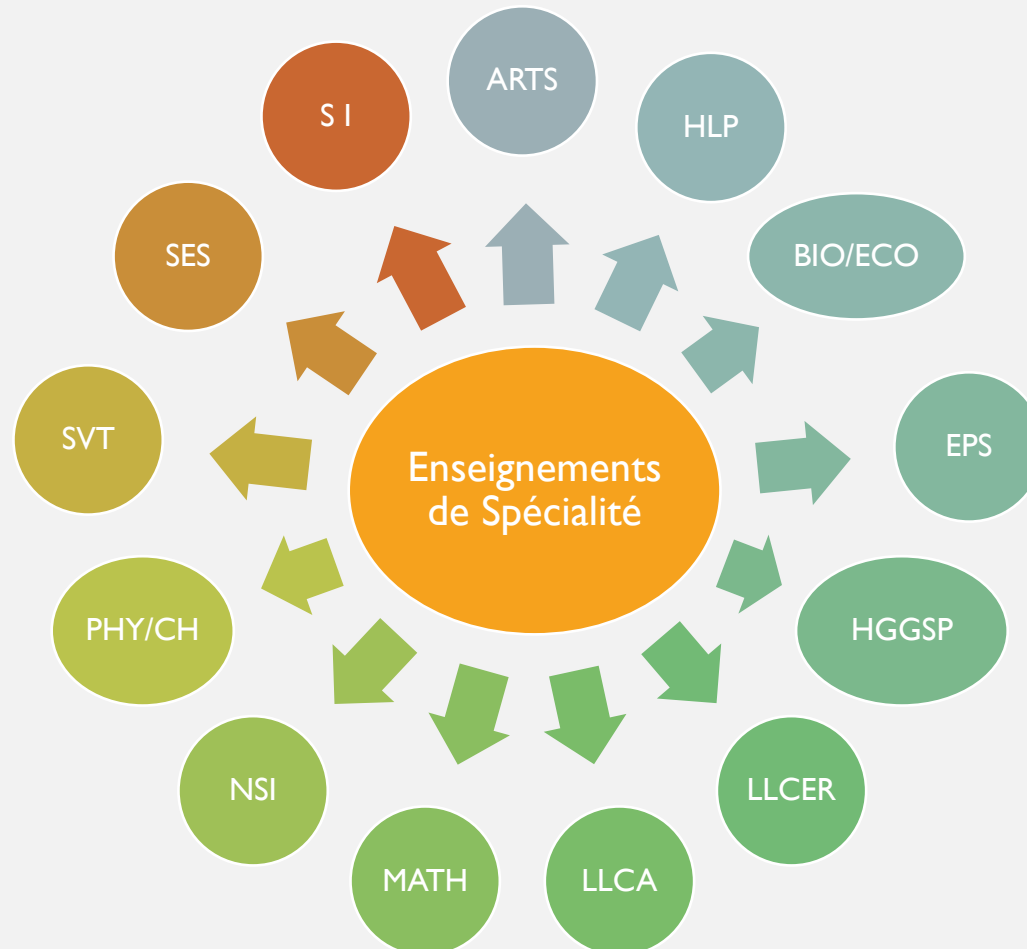 ARTS
HLP
BIO/ECO
EPS
HGGSP
LLCER
LLCA
MATH
NSI
PHY/CH
SVT
SES
S I
Enseignements
de Spécialité